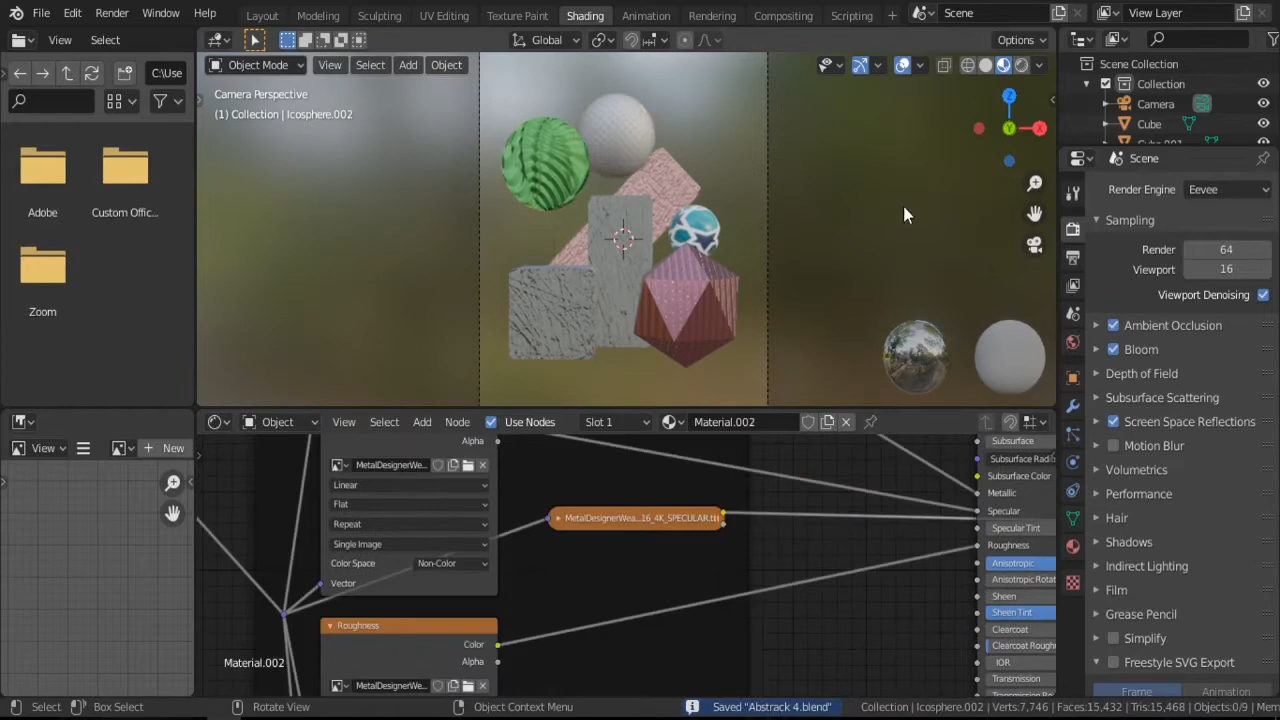 File Edit Render Window Help Layout Modeling Sculpting UV Editing Texture Paint Shading Animation Rendering Compositing Scripting Scene View Layer
View Select Global Options
C:\Use Object Mode View Select Add Object
Scene Collection
Collection
Camera
Cube
Camera Perspective
(1) Collection | Icosphere.002
Z
Y
X
Adobe
Custom Offic...
Zoom
Scene
Render Engine Eevee
Sampling
Render 64
Viewport 16
Viewport Denoising
Ambient Occlusion
Bloom
Depth of Field
Subsurface Scattering
Screen Space Reflections
Motion Blur
Volumetrics
Performance
Hair
Shadows
Indirect Lighting
Film
Grease Pencil
Simplify
Freestyle SVG Export
Frame Animation
Object View Select Add Node Use Nodes Slot 1 Material.002
View New
Alpha
MetalDesignerWe...
Linear
Flat
Repeat
Single Image
Color Space Non-Color
Vector
MetalDesignerWea...16_4K_SPECULAR.tif
Roughness
Color
Alpha
MetalDesignerWe...
Material.002
Subsurface
Subsurface Radi
Subsurface Color
Metallic
Specular
Specular Tint
Roughness
Anisotropic
Anisotropic Rotat
Sheen
Sheen Tint
Clearcoat
Clearcoat Rough
IOR
Transmission
Select Box Select Rotate View Object Context Menu Saved "Abstrack 4.blend" Collection | Icosphere.002 | Verts:7,746 | Faces:15,432 | Tris:15,468 | Objects:0/9 | Mem